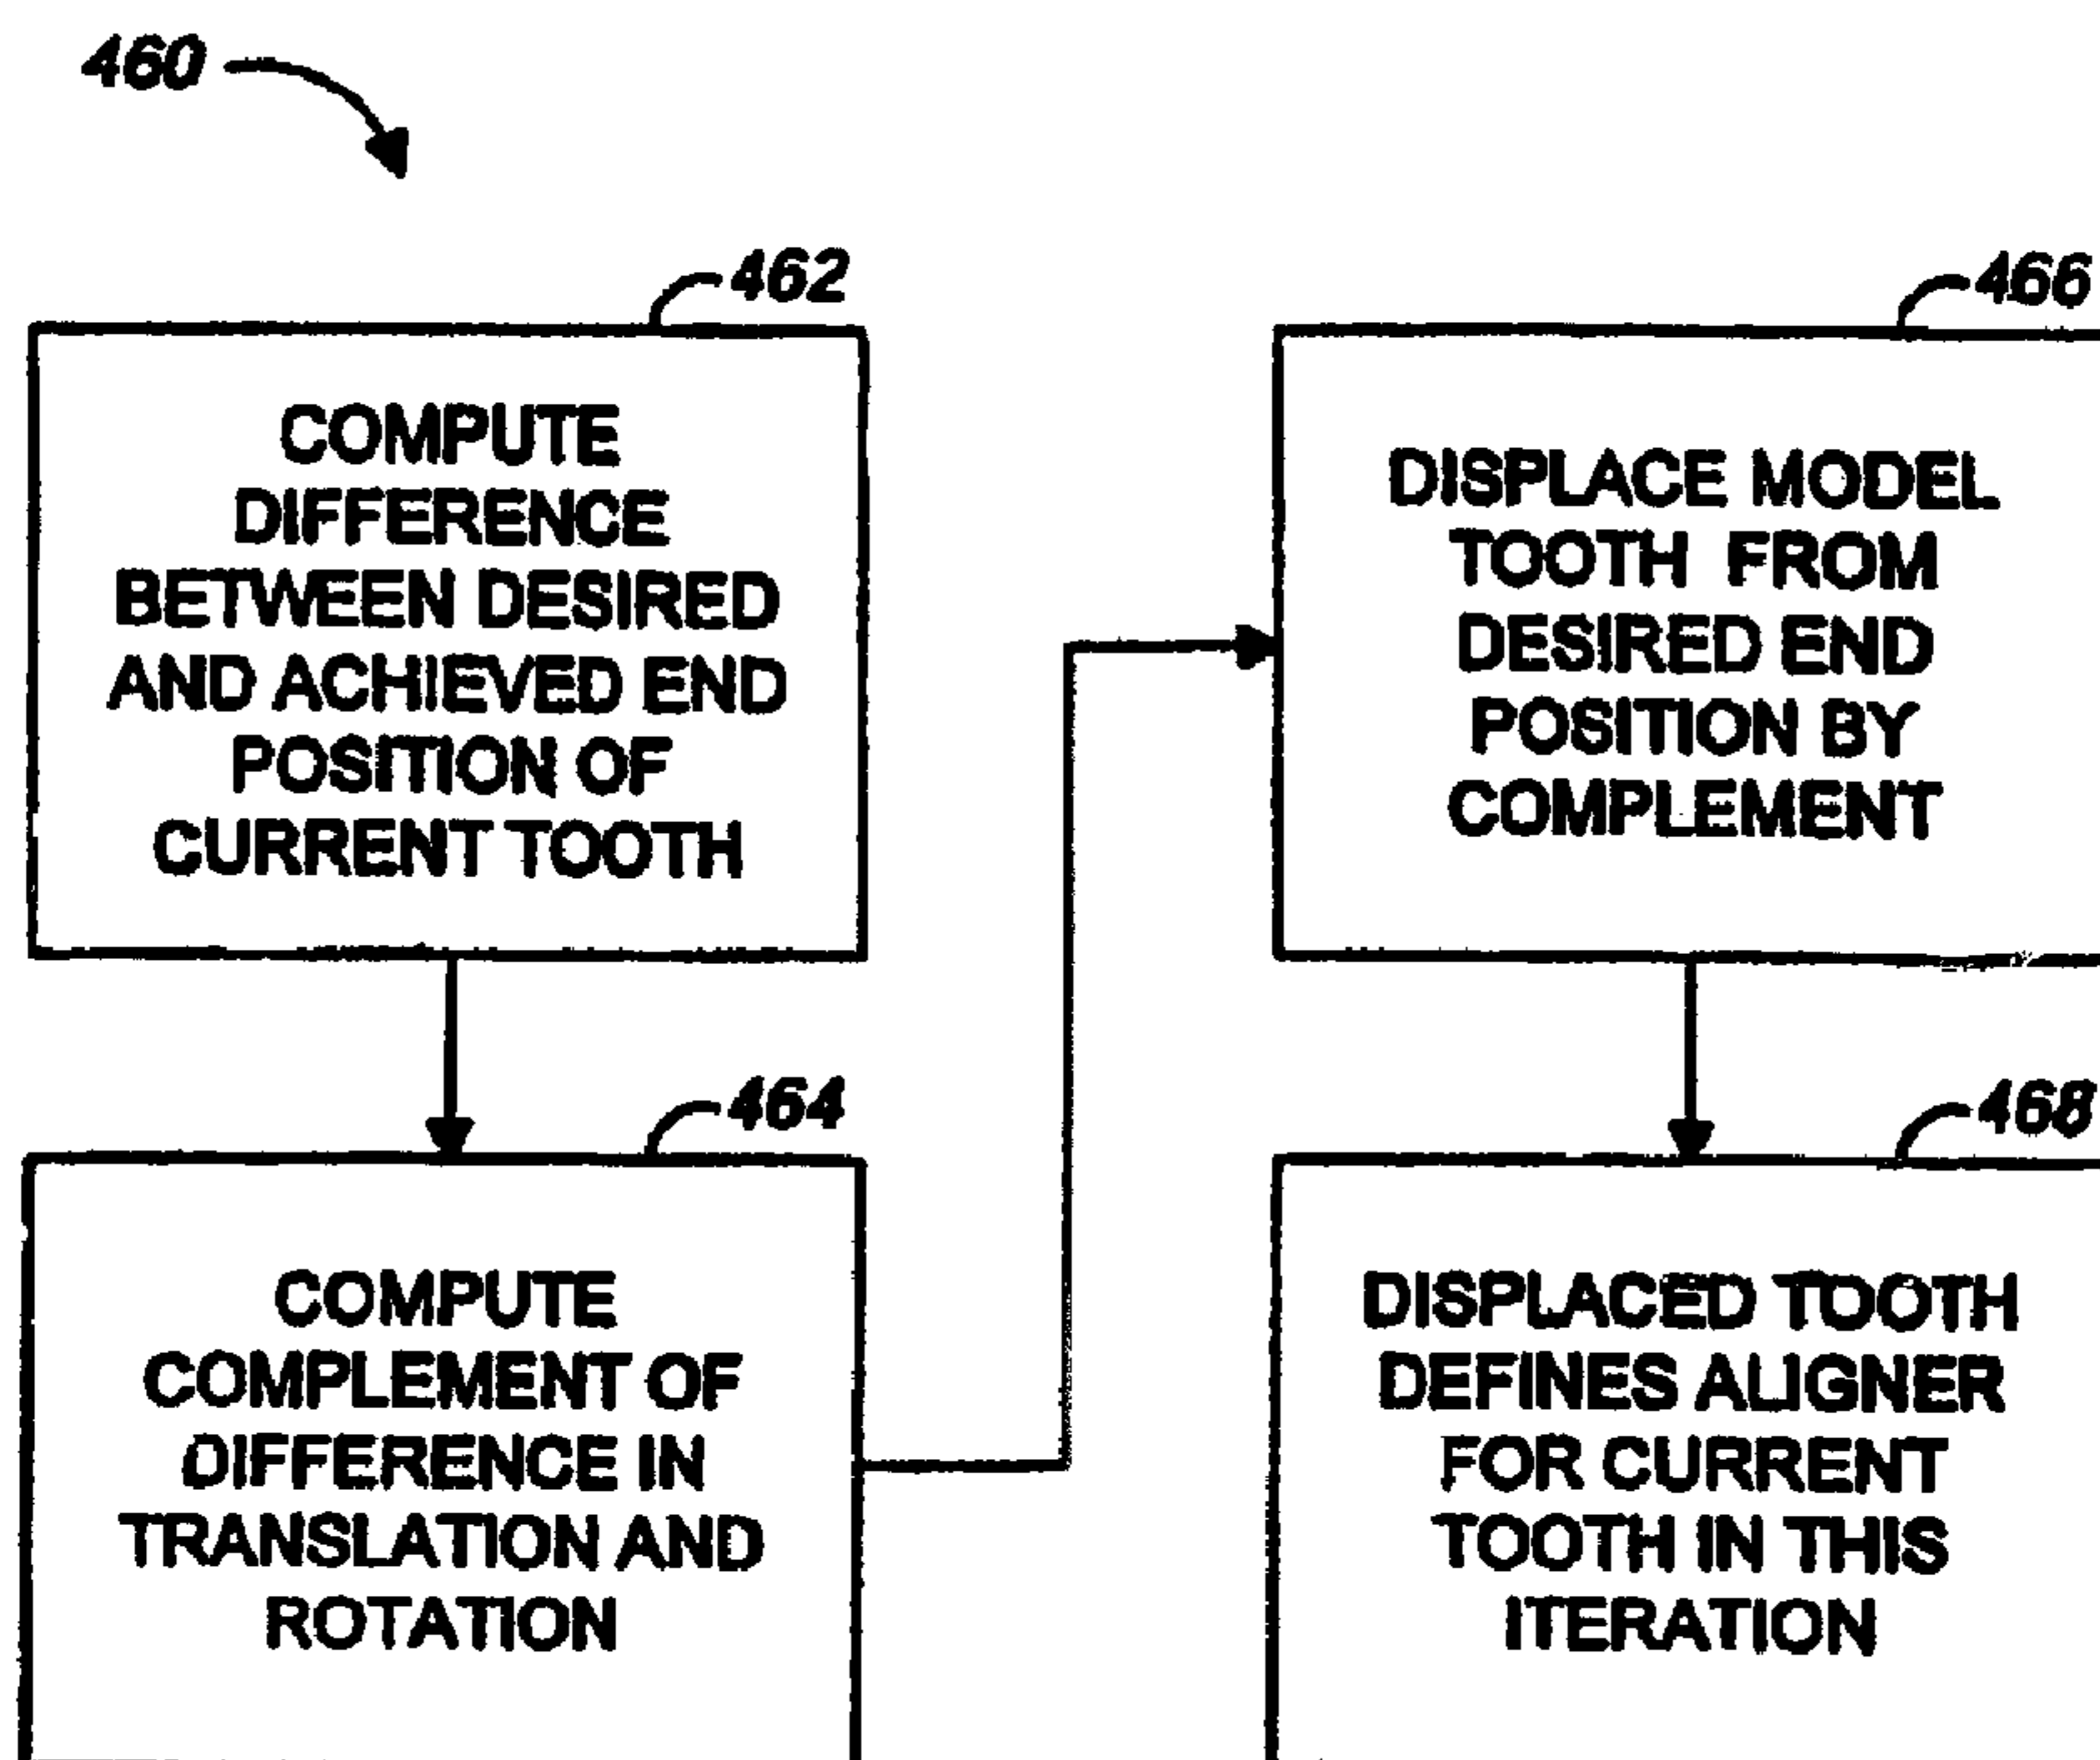 460
462
COMPUTE
DIFFERENCE
BETWEEN DESIRED
AND ACHIEVED END
POSITION OF
CURRENT TOOTH
464
COMPUTE
COMPLEMENT OF
DIFFERENCE IN
TRANSLATION AND
ROTATION
466
DISPLACE MODEL
TOOTH FROM
DESIRED END
POSITION BY
COMPLEMENT
468
DISPLACED TOOTH
DEFINES ALIGNER
FOR CURRENT
TOOTH IN THIS
ITERATION